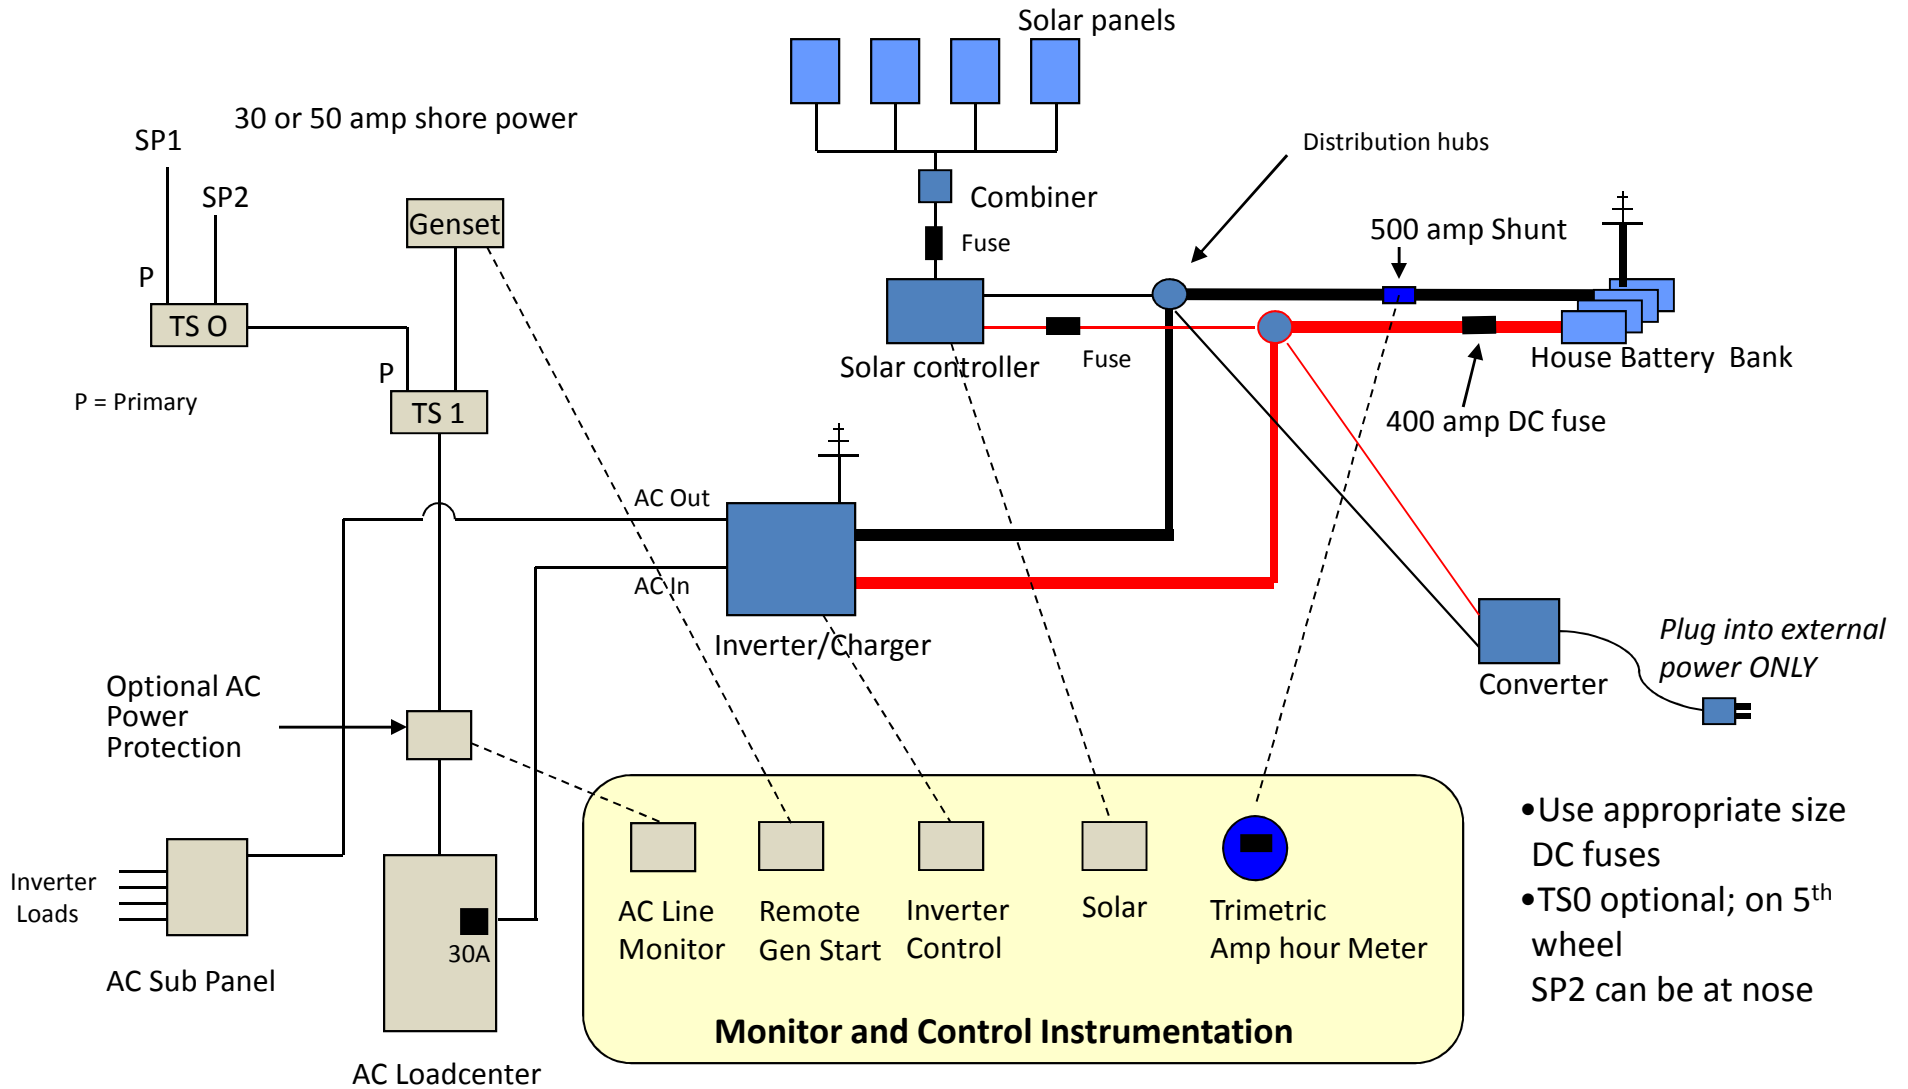 Solar panels
30 or 50 amp shore power
SP1
SP2
Distribution hubs
Combiner
Genset
500 amp Shunt
Fuse
P
TS O
Solar controller
Fuse
House Battery  Bank
P
P = Primary
TS 1
400 amp DC fuse
AC Out
AC In
Inverter/Charger
Plug into external
power ONLY
Converter
Optional AC
Power
Protection
•Use appropriate size
DC fuses
•TS0 optional; on 5th
wheel
SP2 can be at nose
Inverter
Loads
AC Sub Panel
30A
AC Loadcenter
AC Line
Monitor
Remote
Gen Start
Inverter
Control
Solar
Trimetric
Amp hour Meter
Monitor and Control Instrumentation